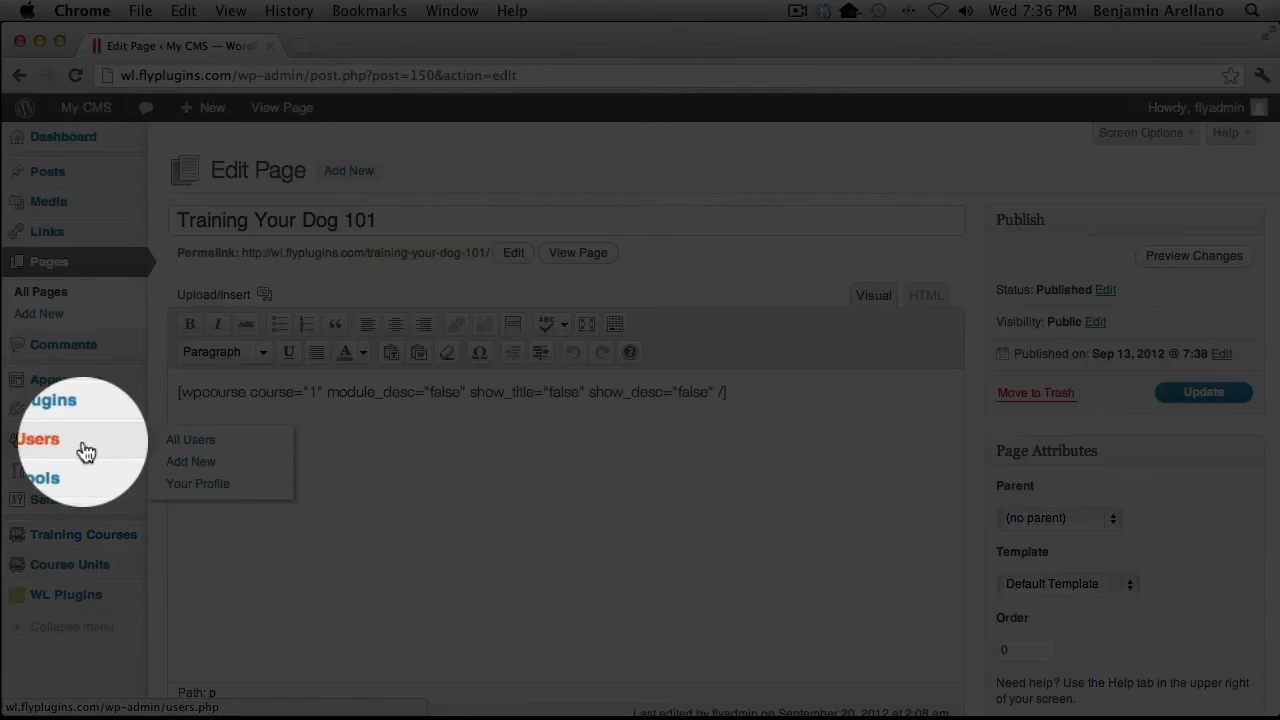 Chrome File Edit View History Bookmarks Window Help Wed 7:36 PM Benjamin Arellano
Edit Page ‹ My CMS — Word
wl.flyplugins.com/wp-admin/post.php?post=150&action=edit
My CMS + New View Page Howdy, flyadmin
Dashboard
Screen Options Help
Posts
Edit Page Add New
Media
Training Your Dog 101
Publish
Links
Permalink: http://wl.flyplugins.com/training-your-dog-101/ Edit View Page
Preview Changes
Pages
All Pages
Upload/Insert
Visual HTML
Status: Published Edit
Add New
B I ABC
Visibility: Public Edit
Comments
Paragraph U A
Published on: Sep 13, 2012 @ 7:38 Edit
Appe
ugins
[wpcourse course="1" module_desc="false" show_title="false" show_desc="false" /]
Move to Trash Update
Users
All Users
Add New
Your Profile
Page Attributes
ools
Parent
(no parent)
Training Courses
Template
Course Units
Default Template
WL Plugins
Order
Collapse menu
0
Need help? Use the Help tab in the upper right
of your screen.
Path: p
wl.flyplugins.com/wp-admin/users.php
Last edited by flyadmin on September 20, 2012 at 2:08 am